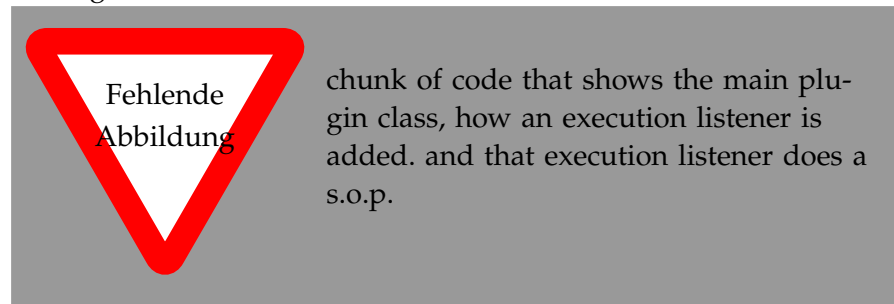 Fehlende
Abbildung
chunk of code that shows the main plu-
gin class, how an execution listener is
added. and that execution listener does a
s.o.p.